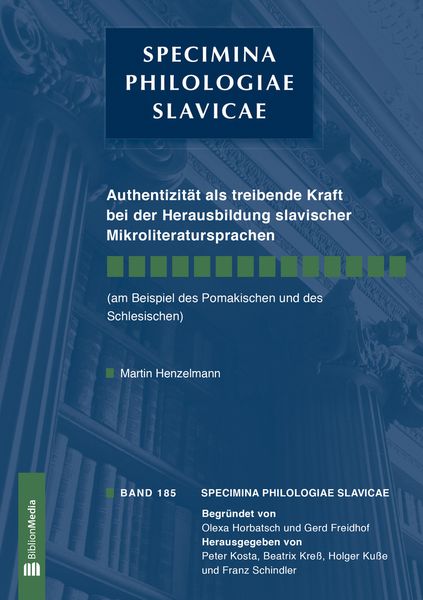 SPECIMINA
PHILOLOGIAE
SLAVICAE
Authentizität als treibende Kraft
bei der Herausbildung slavischer
Mikroliteratursprachen
(am Beispiel des Pomakischen und des
Schlesischen)
Martin Henzelmann
BAND 185 SPECIMINA PHILOLOGIAE SLAVICAE
Begründet von
Olexa Horbatsch und Gerd Freidhof
Herausgegeben von
Peter Kosta, Beatrix Kreß, Holger Kuße
und Franz Schindler
BiblionMedia